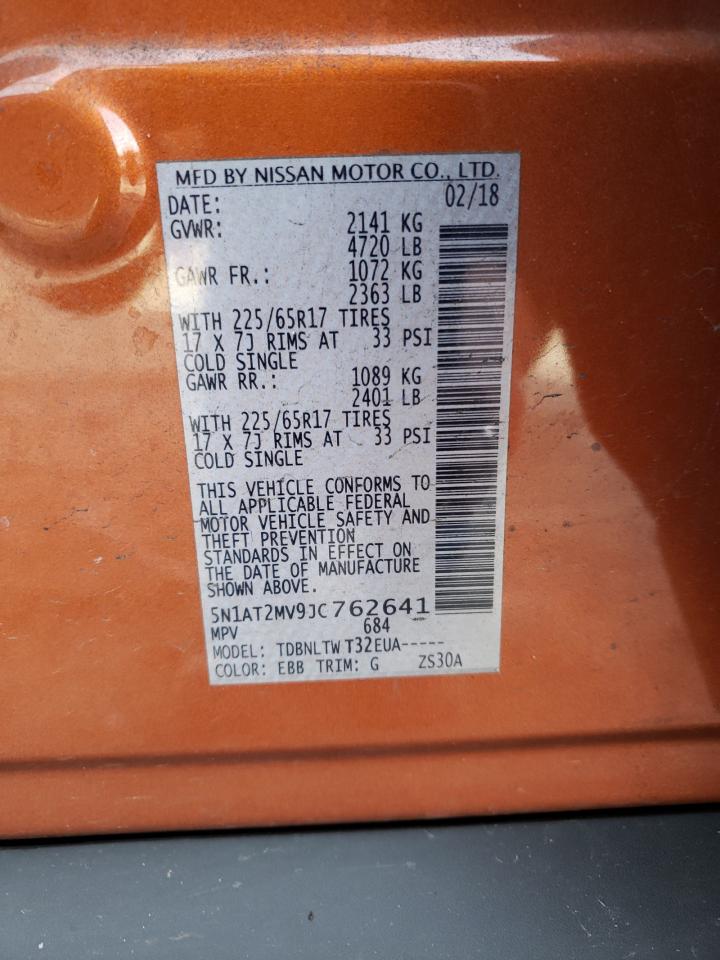 MFD BY NISSAN MOTOR CO., LTD.
DATE: 02/18
GVWR: 2141 KG
4720 LB
GAWR FR.: 1072 KG
2363 LB
WITH 225/65R17 TIRES
17 X 7J RIMS AT 33 PSI
COLD SINGLE
GAWR RR.: 1089 KG
2401 LB
WITH 225/65R17 TIRES
17 X 7J RIMS AT 33 PSI
COLD SINGLE
THIS VEHICLE CONFORMS TO
ALL APPLICABLE FEDERAL
MOTOR VEHICLE SAFETY AND
THEFT PREVENTION
STANDARDS IN EFFECT ON
THE DATE OF MANUFACTURE
SHOWN ABOVE.
5N1AT2MV9JC762641
MPV 684
MODEL: TDBNLTW T32EUA-----
COLOR: EBB TRIM: G ZS30A